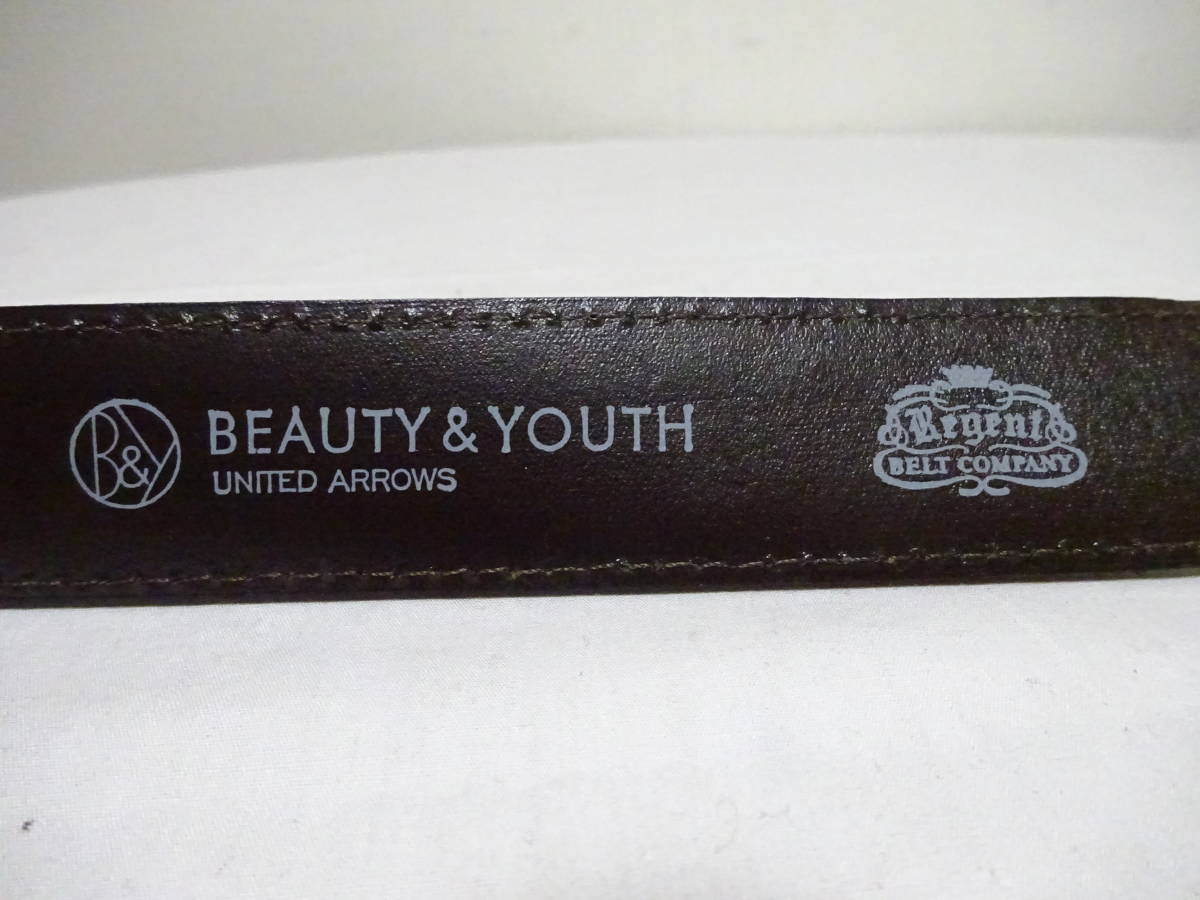 B&Y
BEAUTY & YOUTH
UNITED ARROWS
Regent
BELT COMPANY